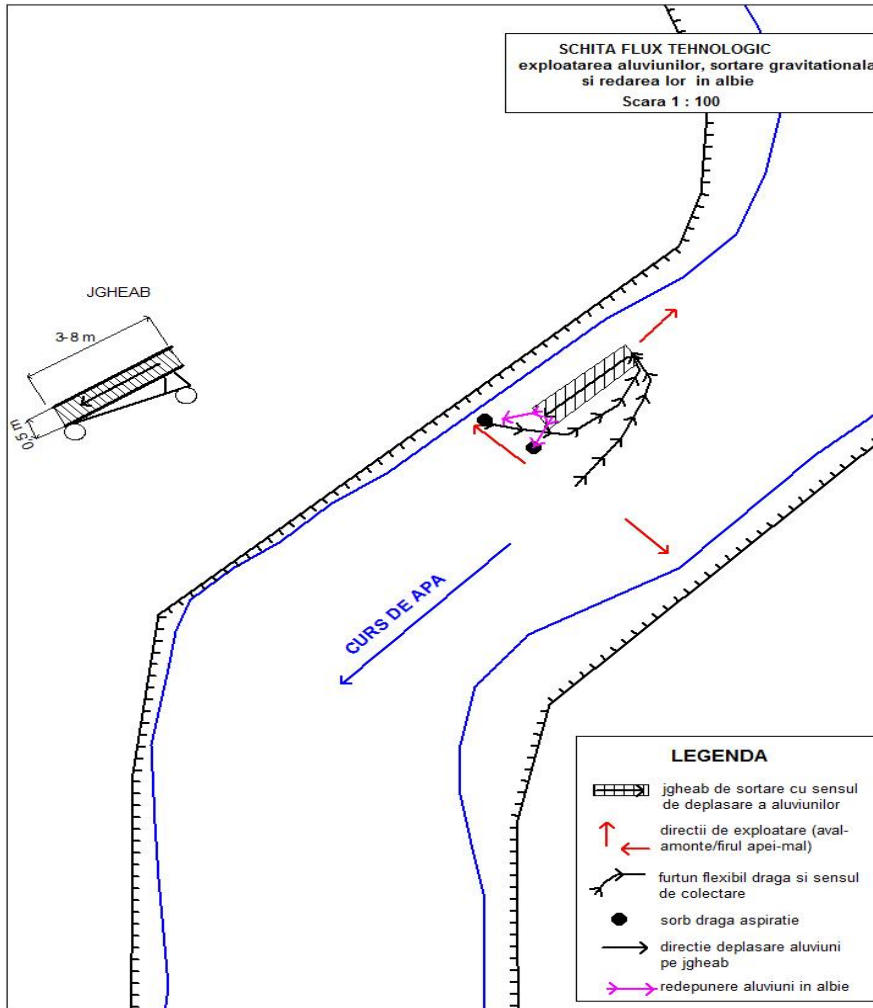 SCHITA FLUX TEHNOLOGIC
exploatarea aluviunilor, sortare gravitationala
si redarea lor in albie
Scara 1 : 100
JGHEAB
3-8 m
0,5 m
CURS DE APA
LEGENDA
jgheab de sortare cu sensul
de deplasare a aluviunilor
directii de exploatare (aval-
amonte/firul apei-mal)
furtun flexibil draga si sensul
de colectare
sorb draga aspiratie
directie deplasare aluviuni
pe jgheab
redepunere aluviuni in albie